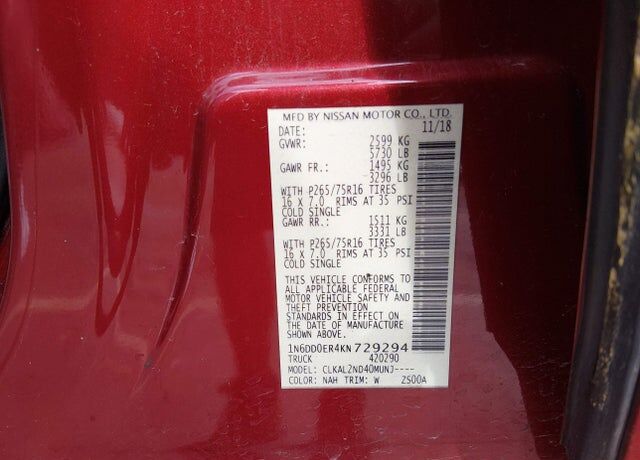 MFD BY NISSAN MOTOR CO., LTD.
DATE: 11/18
GVWR: 2599 KG
5730 LB
GAWR FR.: 1495 KG
3296 LB
WITH P265/75R16 TIRES
16 X 7.0 RIMS AT 35 PSI
COLD SINGLE
GAWR RR.: 1511 KG
3331 LB
WITH P265/75R16 TIRES
16 X 7.0 RIMS AT 35 PSI
COLD SINGLE
THIS VEHICLE CONFORMS TO
ALL APPLICABLE FEDERAL
MOTOR VEHICLE SAFETY AND
THEFT PREVENTION
STANDARDS IN EFFECT ON
THE DATE OF MANUFACTURE
SHOWN ABOVE.
1N6DD0ER4KN 729294
TRUCK 420290
MODEL: CLKAL2ND40MUNJ----
COLOR: NAH TRIM: W ZS00A